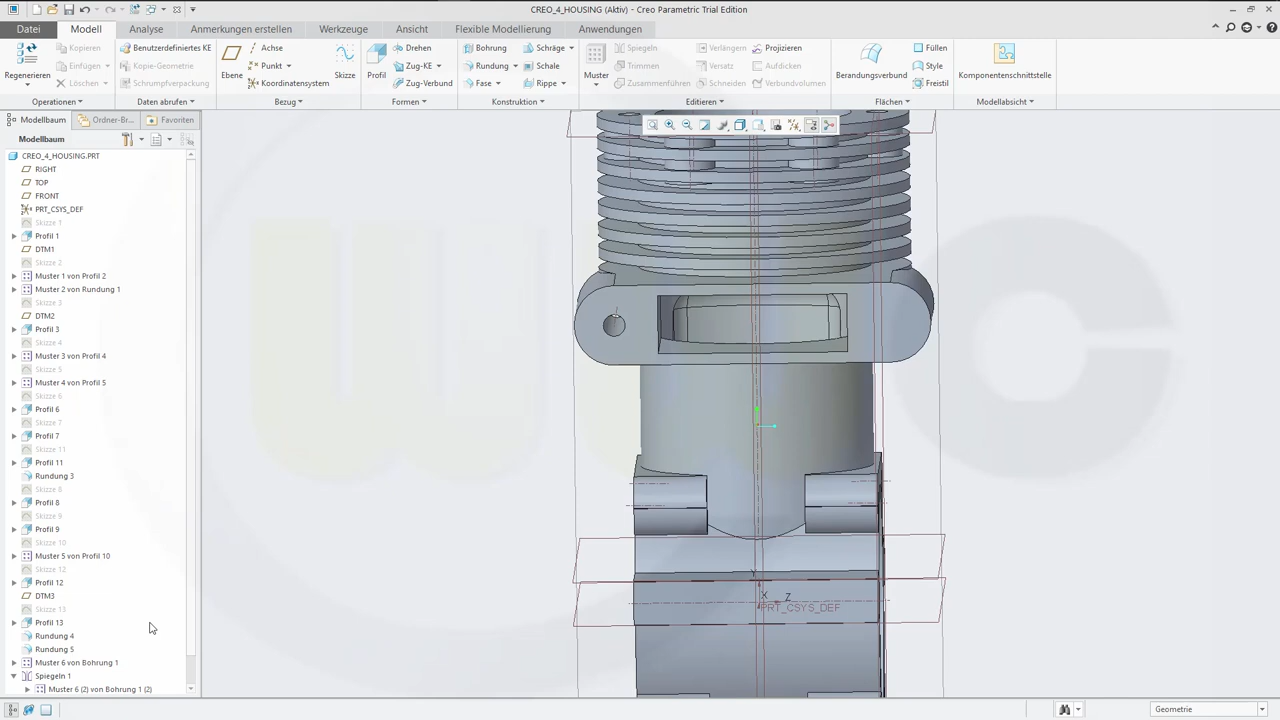 CREO_4_HOUSING (Aktiv) - Creo Parametric Trial Edition
Datei Modell Analyse Anmerkungen erstellen Werkzeuge Ansicht Flexible Modellierung Anwendungen
Regenerieren Kopieren Einfügen Löschen Benutzerdefiniertes KE Kopie-Geometrie Schrumpfverpackung Ebene Achse Punkt Koordinatensystem Skizze Profil Drehen Zug-KE Zug-Verbund Bohrung Rundung Fase Schräge Schale Rippe Muster Spiegeln Trimmen Zusammenführen Verlängern Versatz Schneiden Projizieren Aufdicken Verbundvolumen Berandungsverbund Füllen Style Freistil Komponentenschnittstelle
Operationen Daten abrufen Bezug Formen Konstruktion Editieren Flächen Modellabsicht
Modellbaum Ordner-Br... Favoriten
Modellbaum
CREO_4_HOUSING.PRT
RIGHT
TOP
FRONT
PRT_CSYS_DEF
Skizze 1
Profil 1
DTM1
Skizze 2
Muster 1 von Profil 2
Muster 2 von Rundung 1
Skizze 3
DTM2
Profil 3
Skizze 4
Muster 3 von Profil 4
Skizze 5
Muster 4 von Profil 5
Skizze 6
Profil 6
Skizze 7
Profil 7
Skizze 11
Profil 11
Rundung 3
Skizze 8
Profil 8
Skizze 9
Profil 9
Skizze 10
Muster 5 von Profil 10
Skizze 12
Profil 12
DTM3
Skizze 13
Profil 13
Rundung 4
Rundung 5
Muster 6 von Bohrung 1
Spiegeln 1
Muster 6 (2) von Bohrung 1 (2)
Y
X Z
PRT_CSYS_DEF
Geometrie